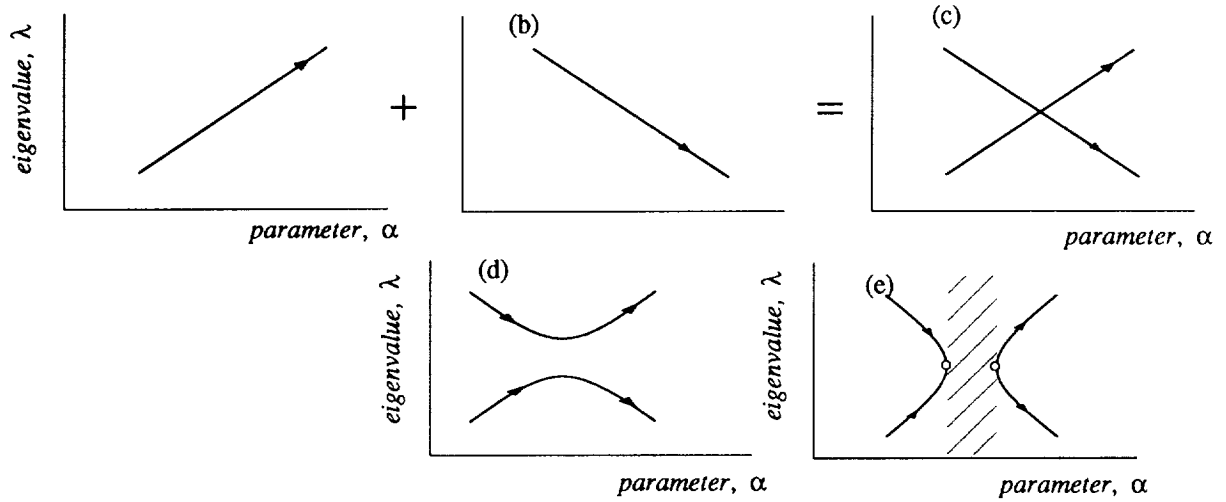 eigenvalue, λ
parameter, α
+
(b)
≡
(c)
parameter, α
eigenvalue, λ
(d)
parameter, α
eigenvalue, λ
(e)
parameter, α